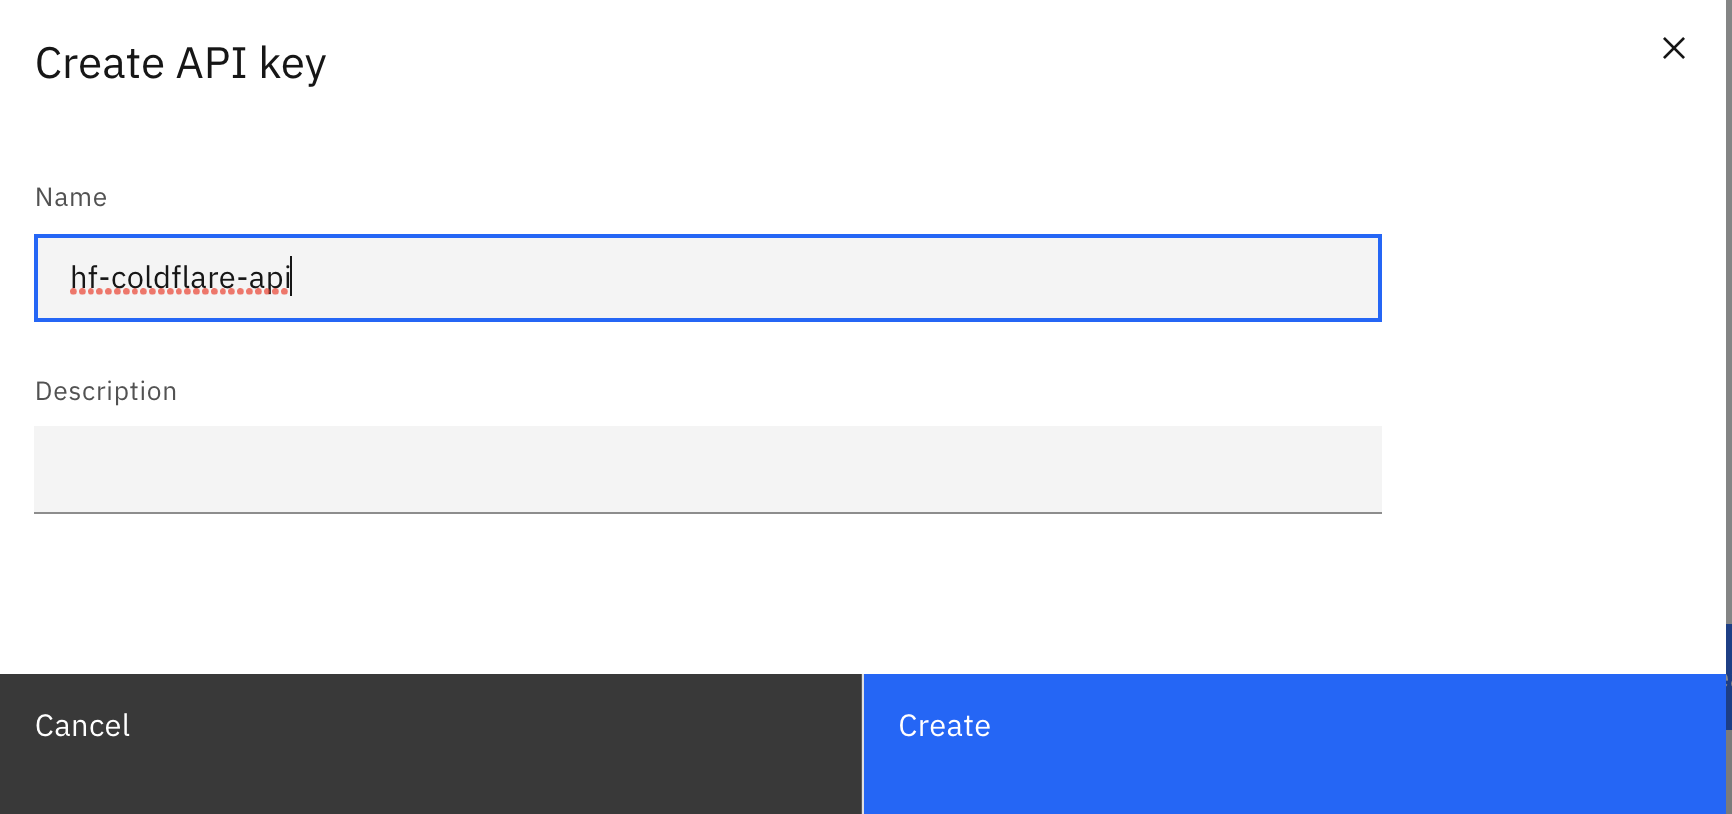 Create API key
Name
hf-coldflare-api
Description
Cancel
Create